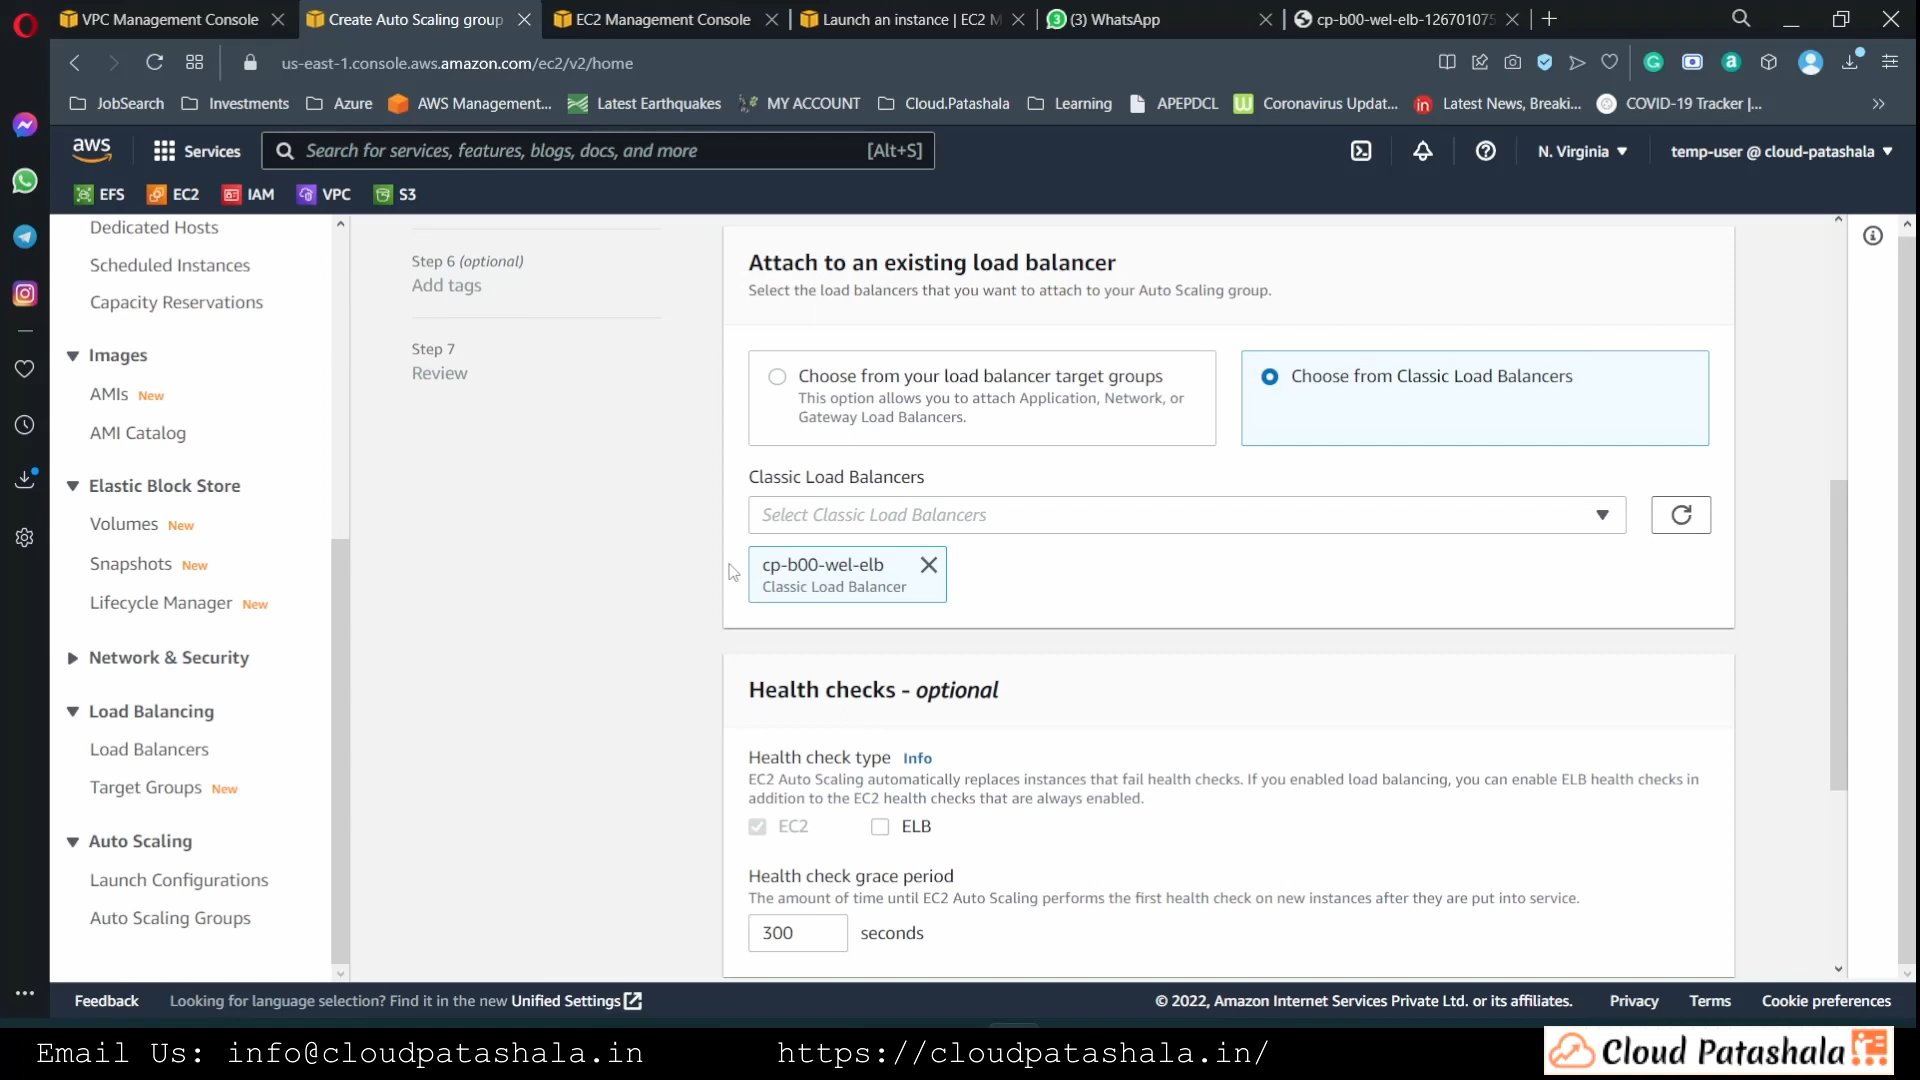 VPC Management Console
Create Auto Scaling group
EC2 Management Console
Launch an instance | EC2 M
(3) WhatsApp
cp-b00-wel-elb-126701075
us-east-1.console.aws.amazon.com/ec2/v2/home
JobSearch
Investments
Azure
AWS Management...
Latest Earthquakes
MY ACCOUNT
Cloud.Patashala
Learning
APEPDCL
Coronavirus Updat...
Latest News, Breaki...
COVID-19 Tracker |...
aws
Services
Search for services, features, blogs, docs, and more
[Alt+S]
N. Virginia
temp-user @ cloud-patashala
EFS
EC2
IAM
VPC
S3
Dedicated Hosts
Scheduled Instances
Capacity Reservations
Images
AMIs New
AMI Catalog
Elastic Block Store
Volumes New
Snapshots New
Lifecycle Manager New
Network & Security
Load Balancing
Load Balancers
Target Groups New
Auto Scaling
Launch Configurations
Auto Scaling Groups
Step 6 (optional)
Add tags
Step 7
Review
Attach to an existing load balancer
Select the load balancers that you want to attach to your Auto Scaling group.
Choose from your load balancer target groups
This option allows you to attach Application, Network, or
Gateway Load Balancers.
Choose from Classic Load Balancers
Classic Load Balancers
Select Classic Load Balancers
cp-b00-wel-elb
Classic Load Balancer
Health checks - optional
Health check type Info
EC2 Auto Scaling automatically replaces instances that fail health checks. If you enabled load balancing, you can enable ELB health checks in
addition to the EC2 health checks that are always enabled.
EC2
ELB
Health check grace period
The amount of time until EC2 Auto Scaling performs the first health check on new instances after they are put into service.
300
seconds
Feedback
Looking for language selection? Find it in the new Unified Settings
© 2022, Amazon Internet Services Private Ltd. or its affiliates.
Privacy
Terms
Cookie preferences
Email Us: info@cloudpatashala.in
https://cloudpatashala.in/
Cloud Patashala